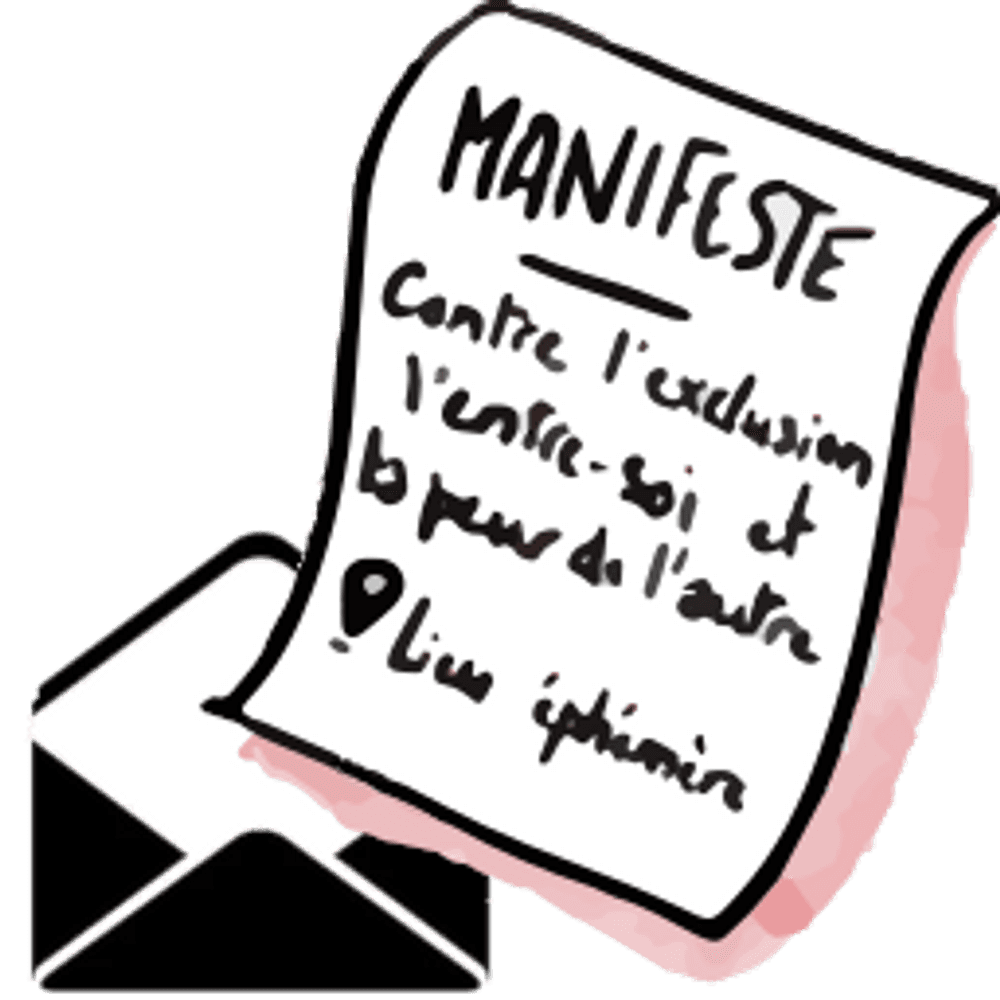 MANIFESTE
Contre l'exclusion
l'entre-soi et
la peur de l'autre
Lieu éphémère